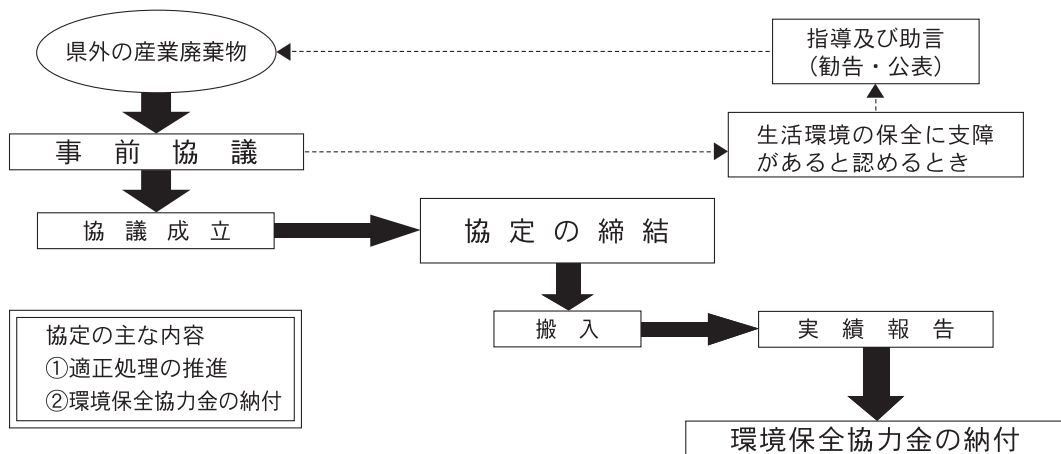 県外の産業廃棄物
指導及び助言
（勧告・公表）
事前協議
生活環境の保全に支障
があると認めるとき
協議成立
協定の締結
搬入
実績報告
協定の主な内容
①適正処理の推進
②環境保全協力金の納付
環境保全協力金の納付